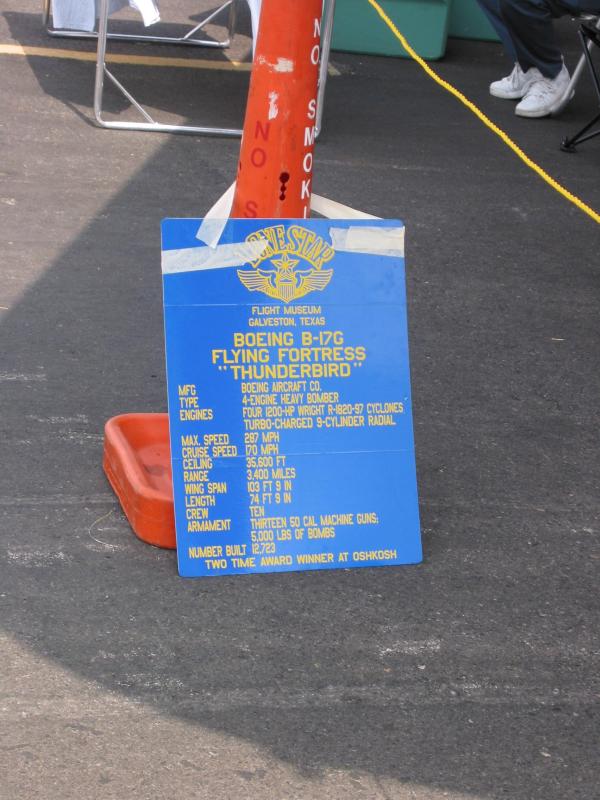 NO SMOKI
NO S
LONE STAR
FLIGHT MUSEUM
GALVESTON, TEXAS
BOEING B-17G
FLYING FORTRESS
"THUNDERBIRD"
MFG BOEING AIRCRAFT CO.
TYPE 4-ENGINE HEAVY BOMBER
ENGINES FOUR 1200-HP WRIGHT R-1820-97 CYCLONES
TURBO-CHARGED 9-CYLINDER RADIAL
MAX. SPEED 287 MPH
CRUISE SPEED 170 MPH
CEILING 35,600 FT
RANGE 3,400 MILES
WING SPAN 103 FT 9 IN
LENGTH 74 FT 9 IN
CREW TEN
ARMAMENT THIRTEEN 50 CAL MACHINE GUNS;
5,000 LBS OF BOMBS
NUMBER BUILT 12,723
TWO TIME AWARD WINNER AT OSHKOSH